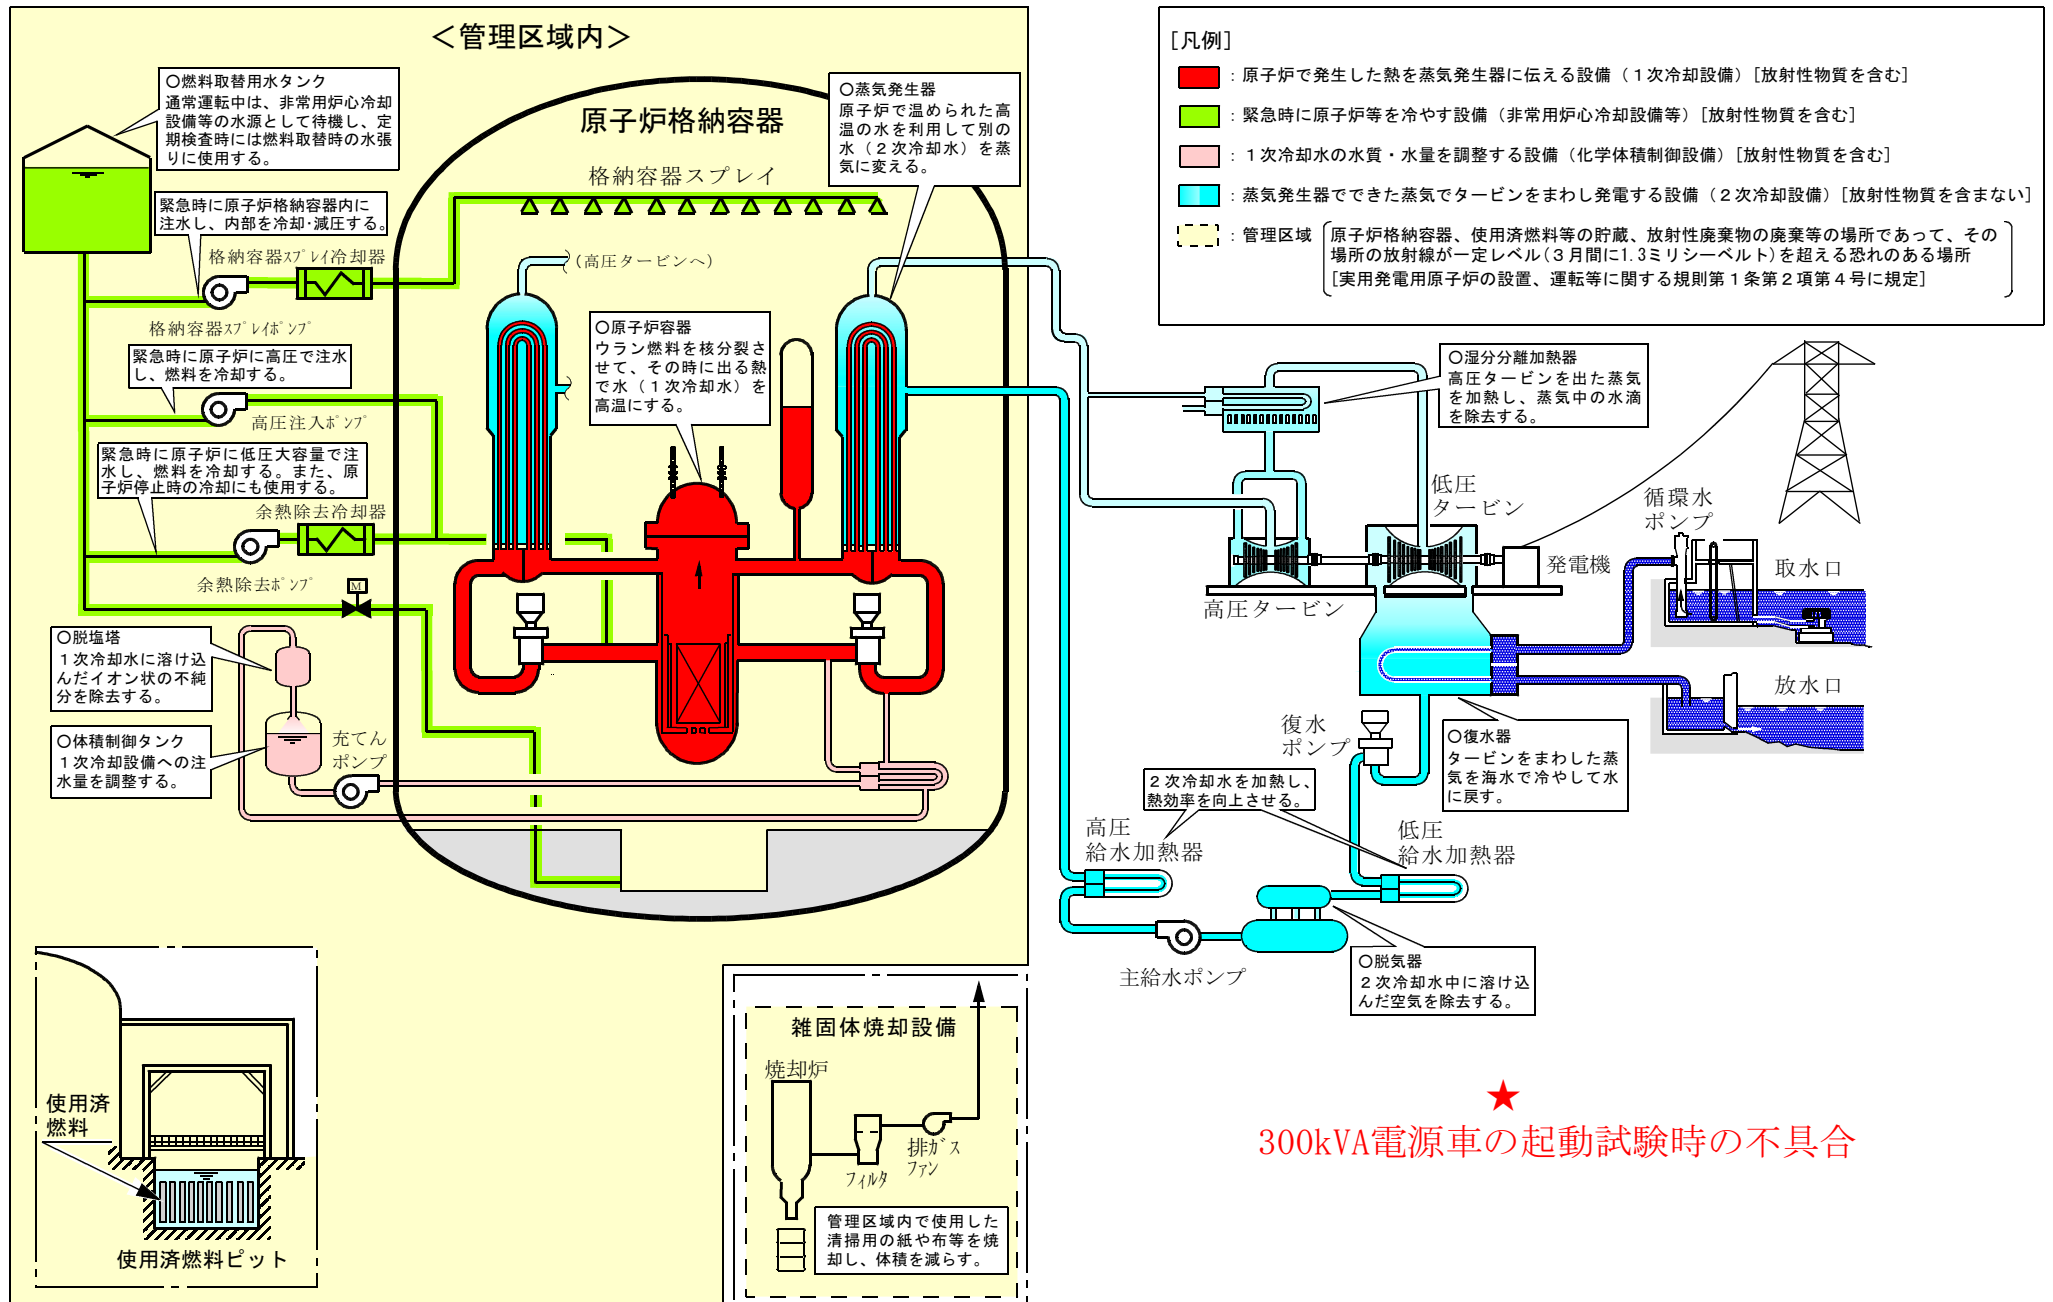 ＜管理区域内＞
○燃料取替用水タンク
通常運転中は、非常用炉心冷却
設備等の水源として待機し、定
期検査時には燃料取替時の水張
りに使用する。
原子炉格納容器
○蒸気発生器
原子炉で温められた高
温の水を利用して別の
水（２次冷却水）を蒸
気に変える。
格納容器スプレイ
緊急時に原子炉格納容器内に
注水し、内部を冷却･減圧する。
格納容器ｽﾌﾟﾚｲ冷却器
（高圧タービンへ）
格納容器ｽﾌﾟﾚｲﾎﾟﾝﾌﾟ
○原子炉容器
ウラン燃料を核分裂さ
せて、その時に出る熱
で水（１次冷却水）を
高温にする。
緊急時に原子炉に高圧で注水
し、燃料を冷却する。
高圧注入ﾎﾟﾝﾌﾟ
緊急時に原子炉に低圧大容量で注
水し、燃料を冷却する。また、原
子炉停止時の冷却にも使用する。
余熱除去冷却器
余熱除去ﾎﾟﾝﾌﾟ
M
○脱塩塔
１次冷却水に溶け込
んだイオン状の不純
分を除去する。
○体積制御タンク
１次冷却設備への注
水量を調整する。
充てん
ポンプ
[凡例]
：原子炉で発生した熱を蒸気発生器に伝える設備（１次冷却設備）[放射性物質を含む]
：緊急時に原子炉等を冷やす設備（非常用炉心冷却設備等）[放射性物質を含む]
：１次冷却水の水質・水量を調整する設備（化学体積制御設備）[放射性物質を含む]
：蒸気発生器でできた蒸気でタービンをまわし発電する設備（２次冷却設備）[放射性物質を含まない]
：管理区域
原子炉格納容器、使用済燃料等の貯蔵、放射性廃棄物の廃棄等の場所であって、その
場所の放射線が一定レベル(３月間に1.3ミリシーベルト)を超える恐れのある場所
[実用発電用原子炉の設置、運転等に関する規則第１条第２項第４号に規定]
○湿分分離加熱器
高圧タービンを出た蒸気
を加熱し、蒸気中の水滴
を除去する。
低圧
タービン
循環水
ポンプ
発電機
取水口
高圧タービン
放水口
復水
ポンプ
○復水器
タービンをまわした蒸
気を海水で冷やして水
に戻す。
２次冷却水を加熱し、
熱効率を向上させる。
高圧
給水加熱器
低圧
給水加熱器
主給水ポンプ
○脱気器
２次冷却水中に溶け込
んだ空気を除去する。
使用済
燃料
使用済燃料ピット
雑固体焼却設備
焼却炉
フィルタ
排ガス
ファン
管理区域内で使用した
清掃用の紙や布等を焼
却し、体積を減らす。
★
300kVA電源車の起動試験時の不具合